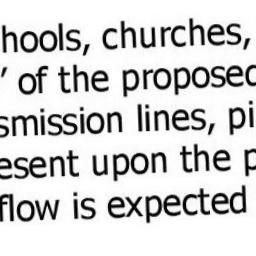 hools, churches,
' of the proposed
smission lines, pi
esent upon the p
flow is expected